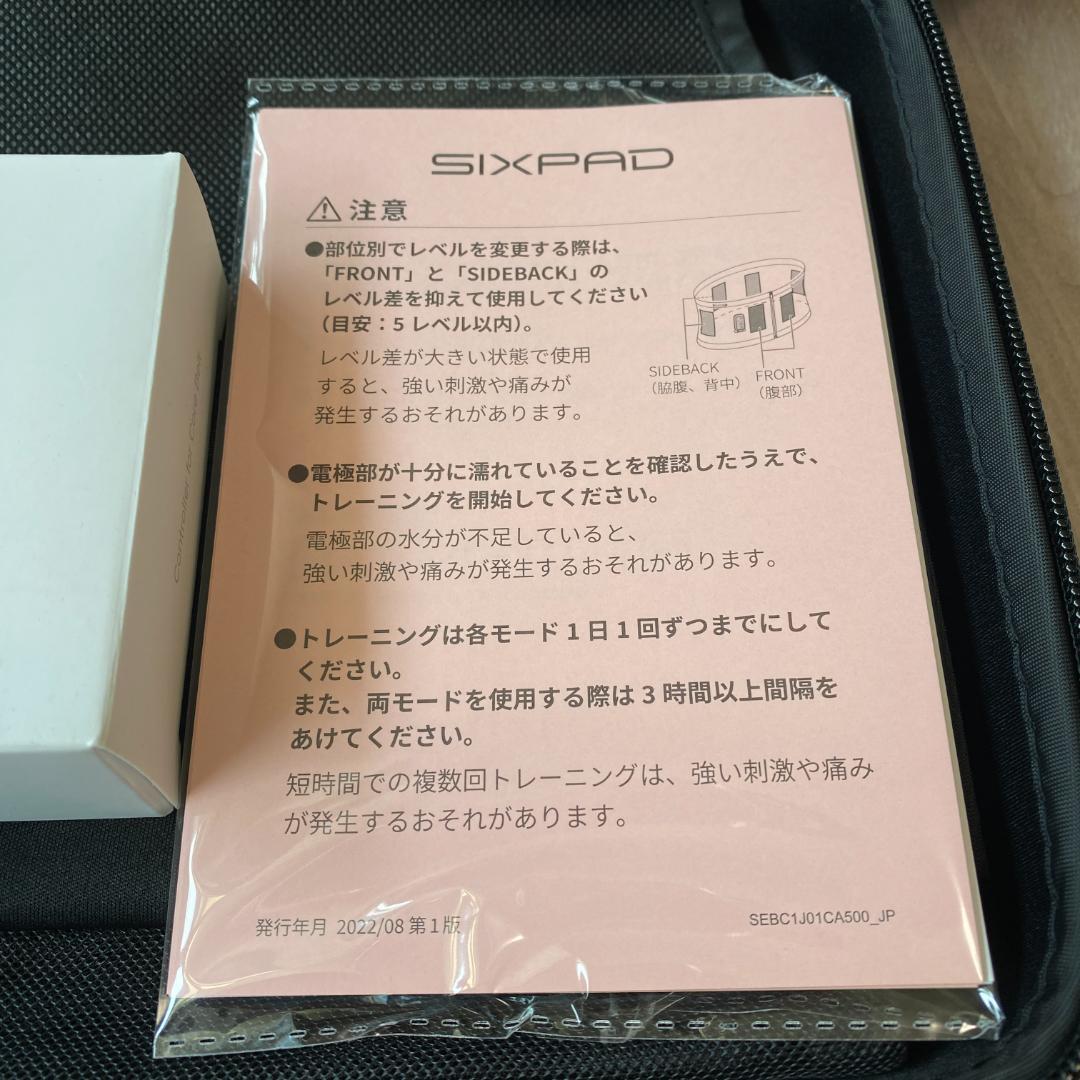 SIXPAD
注意
●部位別でレベルを変更する際は、
「FRONT」と「SIDEBACK」の
レベル差を抑えて使用してください
（目安：5 レベル以内）。
レベル差が大きい状態で使用
すると、強い刺激や痛みが
発生するおそれがあります。
SIDEBACK
（脇腹、背中）
FRONT
（腹部）
●電極部が十分に濡れていることを確認したうえで、
トレーニングを開始してください。
電極部の水分が不足していると、
強い刺激や痛みが発生するおそれがあります。
●トレーニングは各モード 1 日 1 回ずつまでにして
ください。
また、両モードを使用する際は 3 時間以上間隔を
あけてください。
短時間での複数回トレーニングは、強い刺激や痛み
が発生するおそれがあります。
発行年月 2022/08 第 1 版
SEBC1J01CA500_JP
Controller for Core Belt